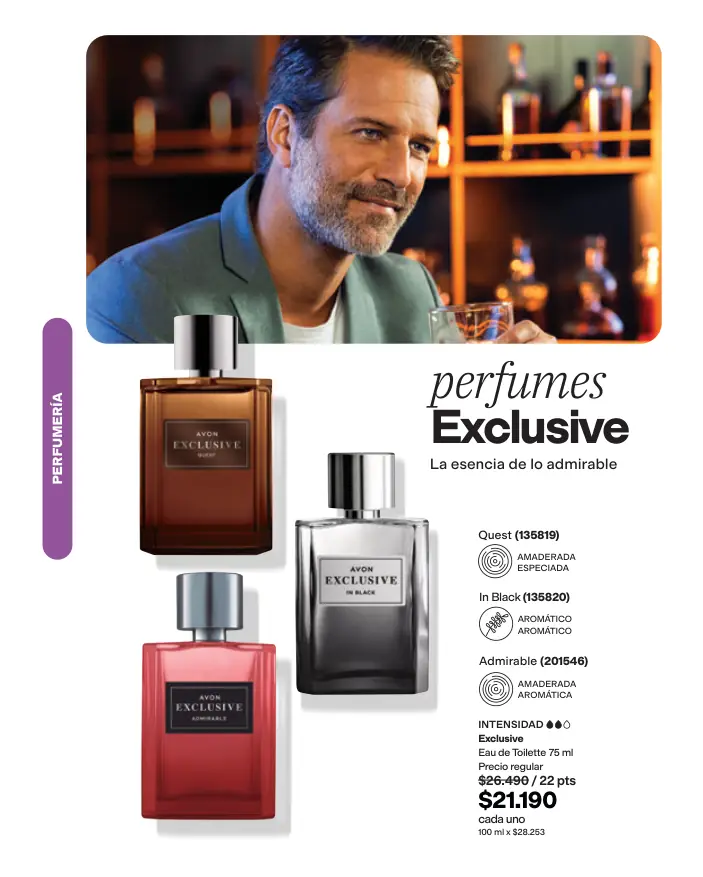 PERFUMERÍA
perfumes
Exclusive
La esencia de lo admirable
AVON
EXCLUSIVE
QUEST
AVON
EXCLUSIVE
IN BLACK
AVON
EXCLUSIVE
ADMIRABLE
Quest (135819)
AMADERADA
ESPECIADA
In Black (135820)
AROMÁTICO
AROMÁTICO
Admirable (201546)
AMADERADA
AROMÁTICA
INTENSIDAD
Exclusive
Eau de Toilette 75 ml
Precio regular
$26.490 / 22 pts
$21.190
cada uno
100 ml x $28.253